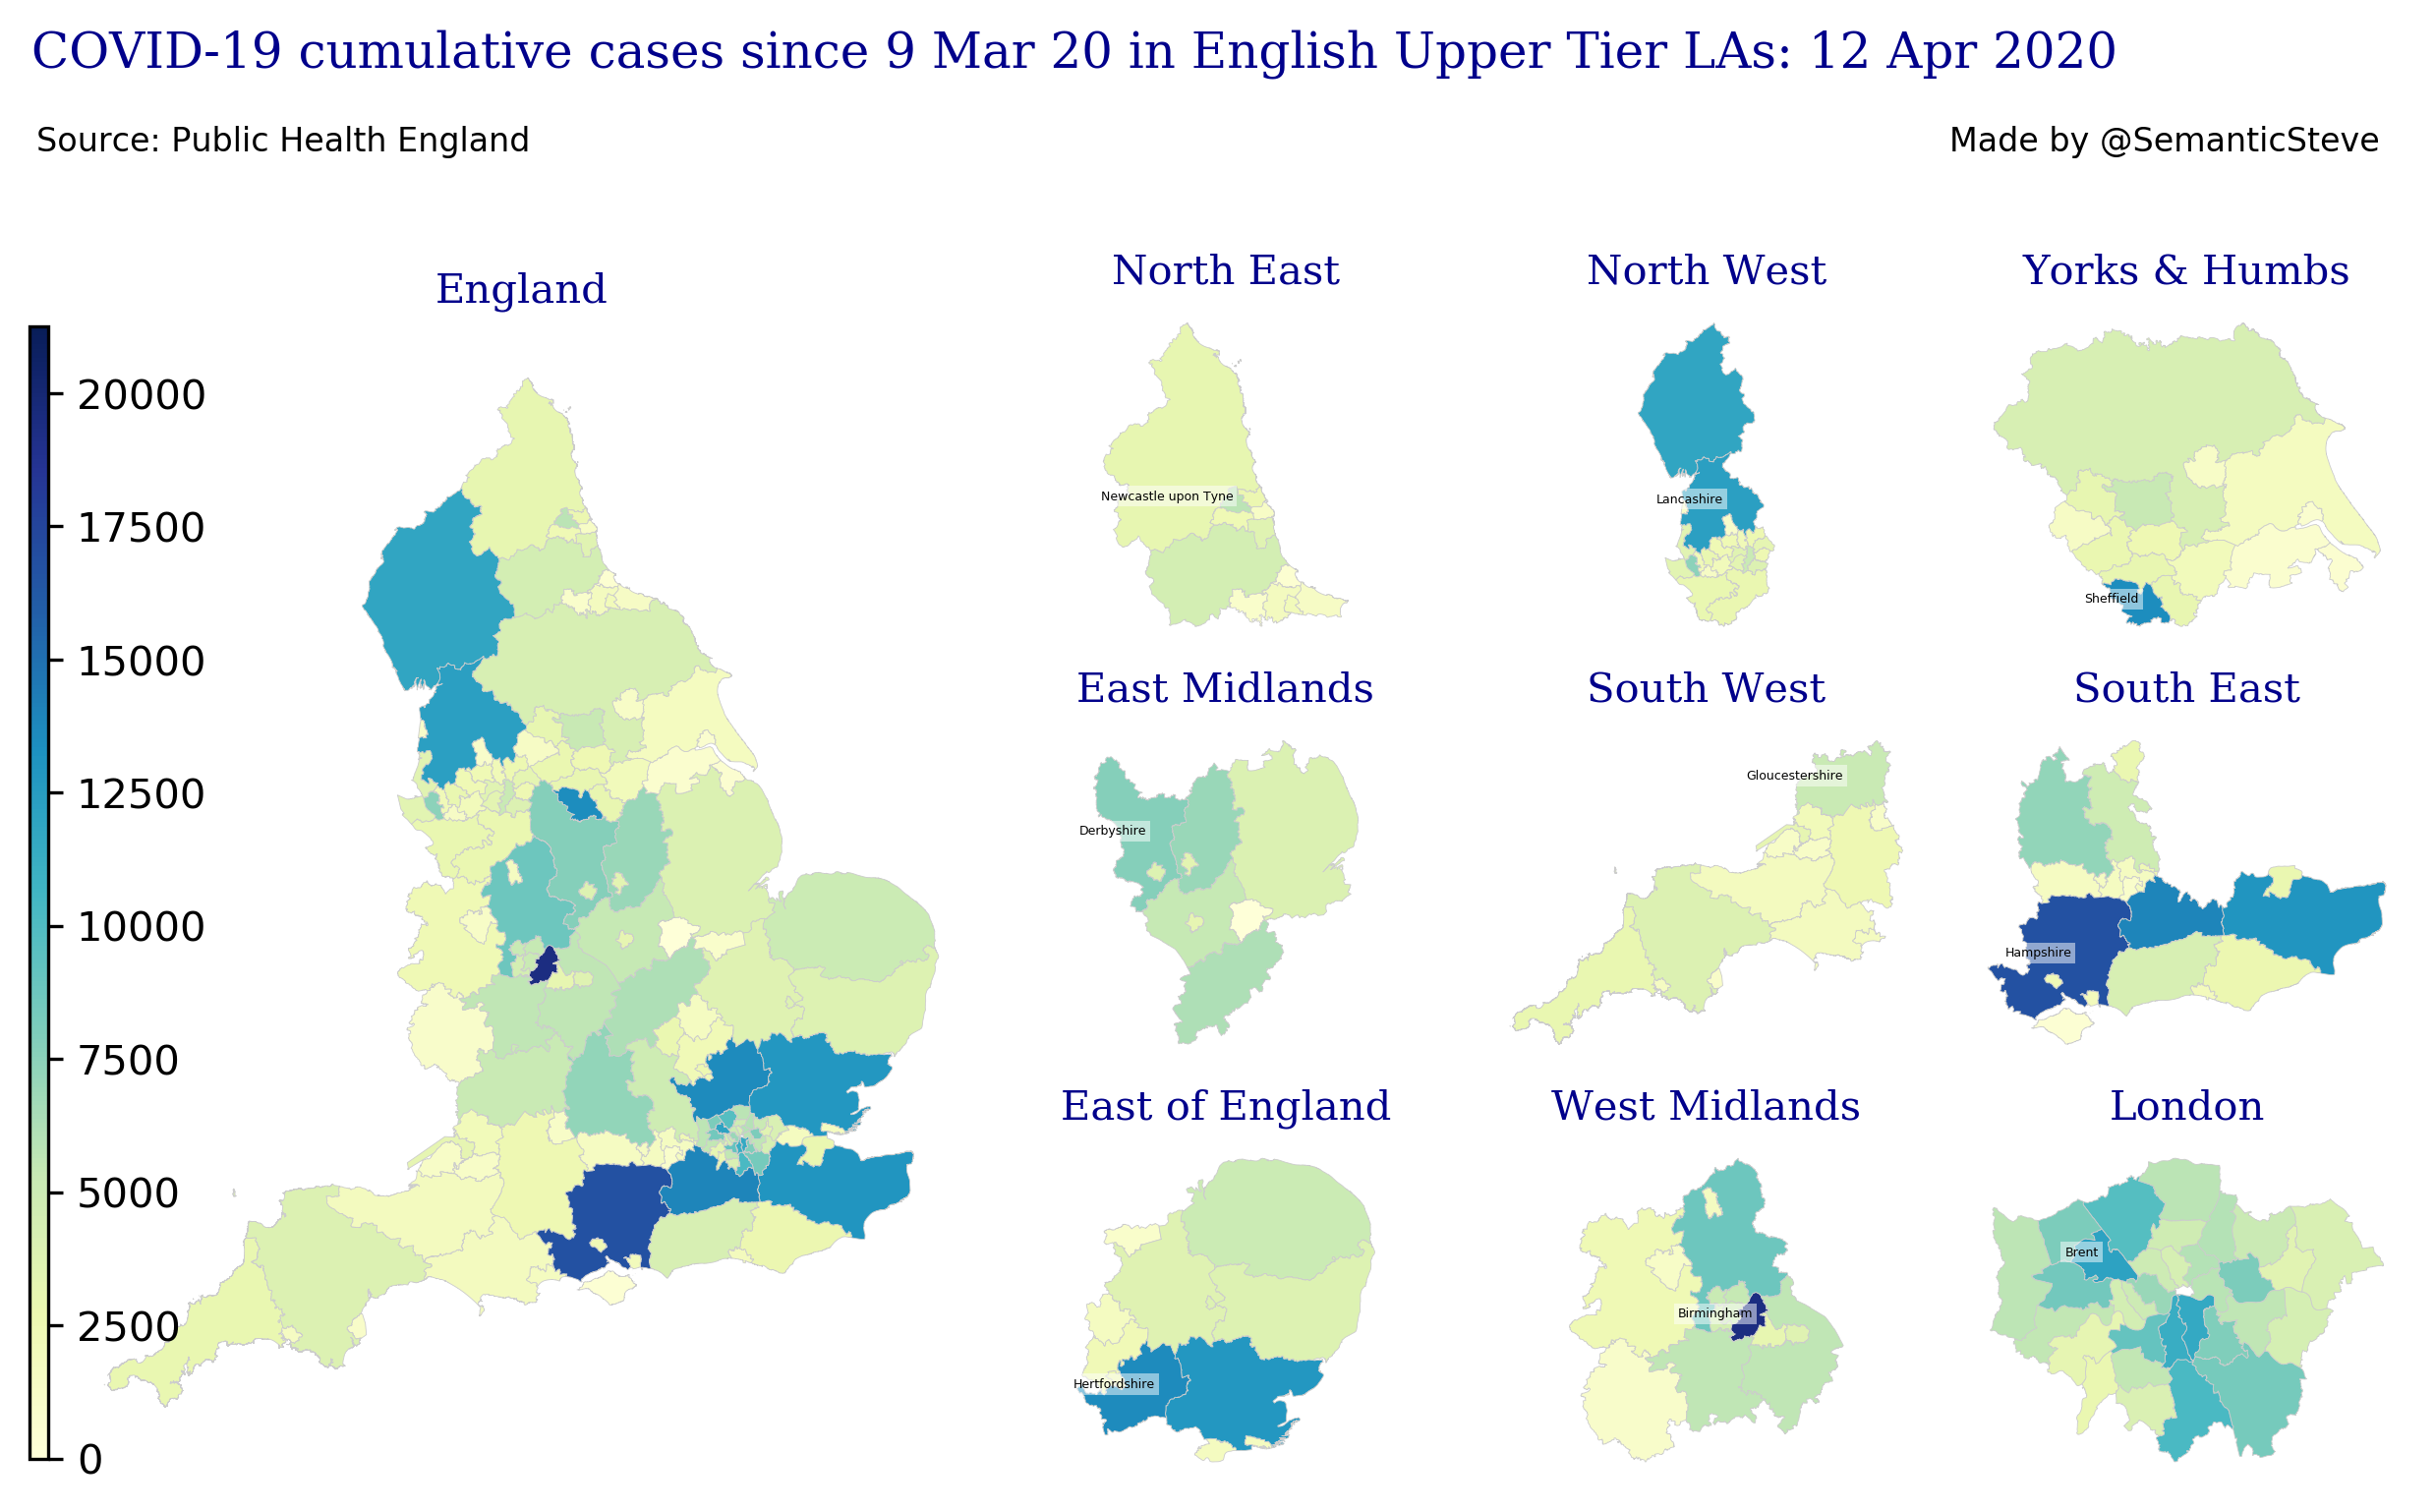 COVID-19 cumulative cases since 9 Mar 20 in English Upper Tier LAs: 12 Apr 2020
Source: Public Health England
Made by @SemanticSteve
England
20000
17500
15000
12500
10000
7500
5000
2500
0
North East
Newcastle upon Tyne
North West
Lancashire
Yorks & Humbs
Sheffield
East Midlands
Derbyshire
South West
Gloucestershire
South East
Hampshire
East of England
Hertfordshire
West Midlands
Birmingham
London
Brent